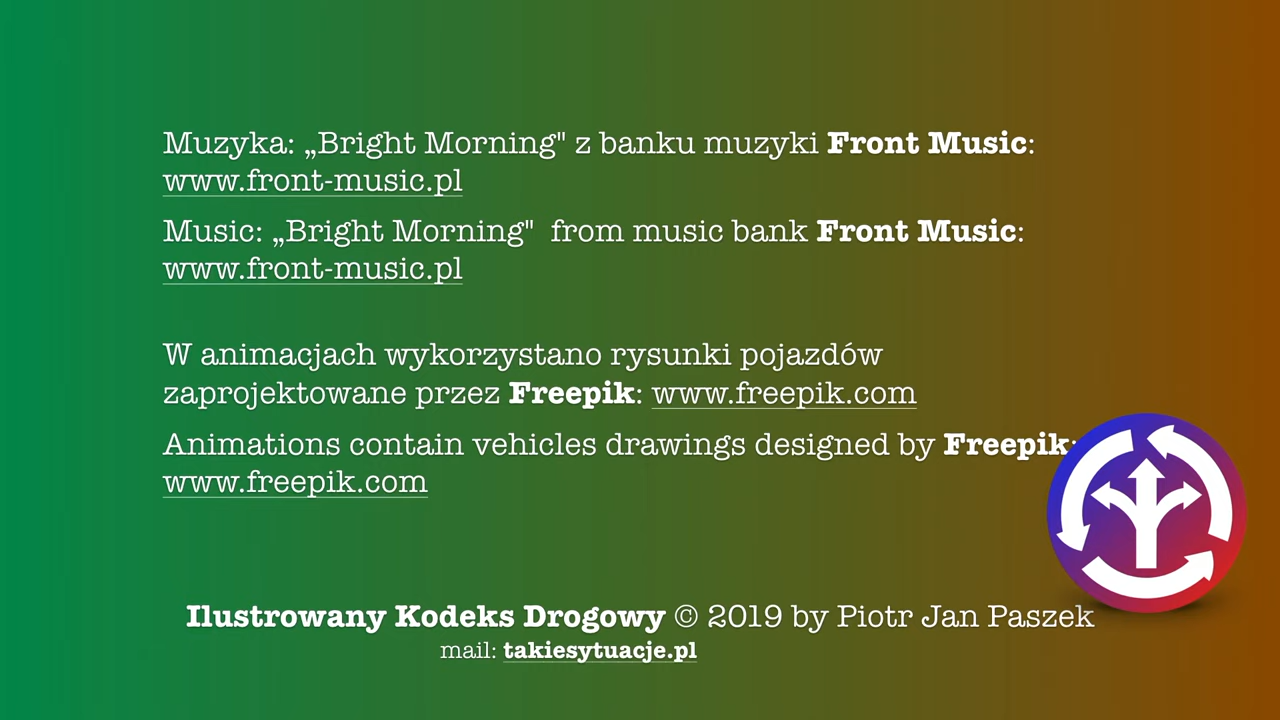 Muzyka: „Bright Morning" z banku muzyki Front Music:
www.front-music.pl
Music: „Bright Morning"  from music bank Front Music:
www.front-music.pl
W animacjach wykorzystano rysunki pojazdów
zaprojektowane przez Freepik: www.freepik.com
Animations contain vehicles drawings designed by Freepik:
www.freepik.com
Ilustrowany Kodeks Drogowy © 2019 by Piotr Jan Paszek
mail: takiesytuacje.pl